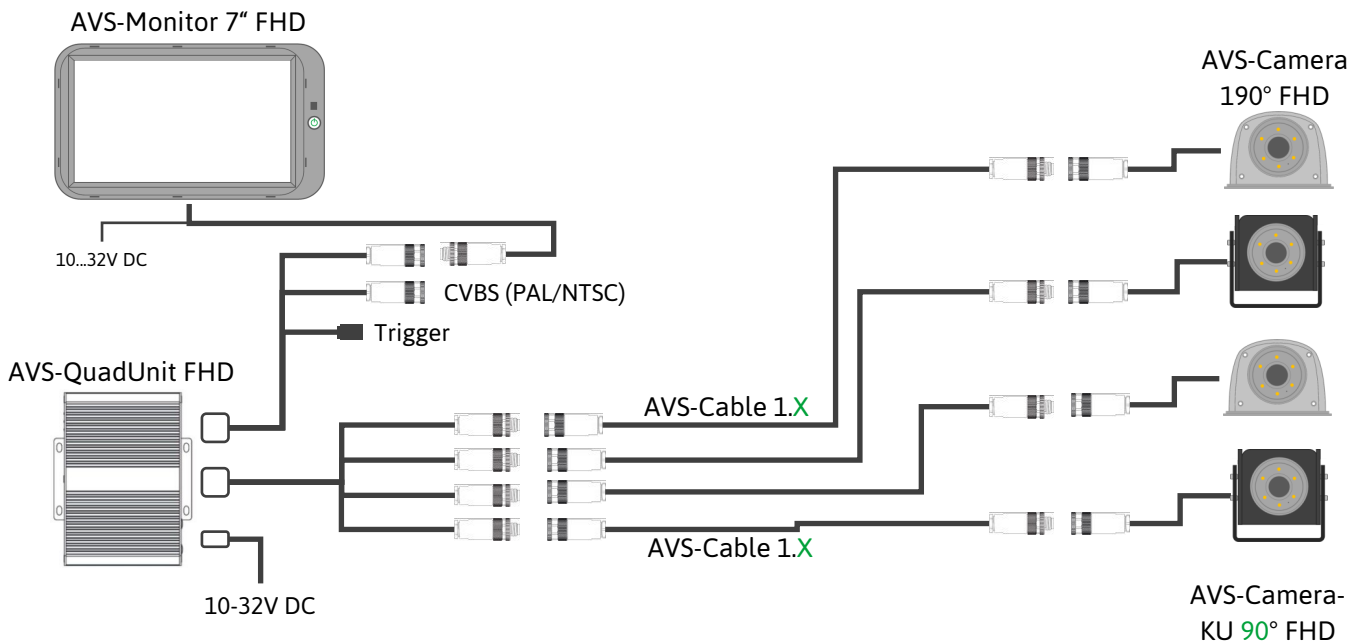 AVS-Monitor 7“ FHD
AVS-Camera
190° FHD
10...32V DC
CVBS (PAL/NTSC)
Trigger
AVS-QuadUnit FHD
AVS-Cable 1.X
AVS-Cable 1.X
10-32V DC
AVS-Camera-
KU 90° FHD